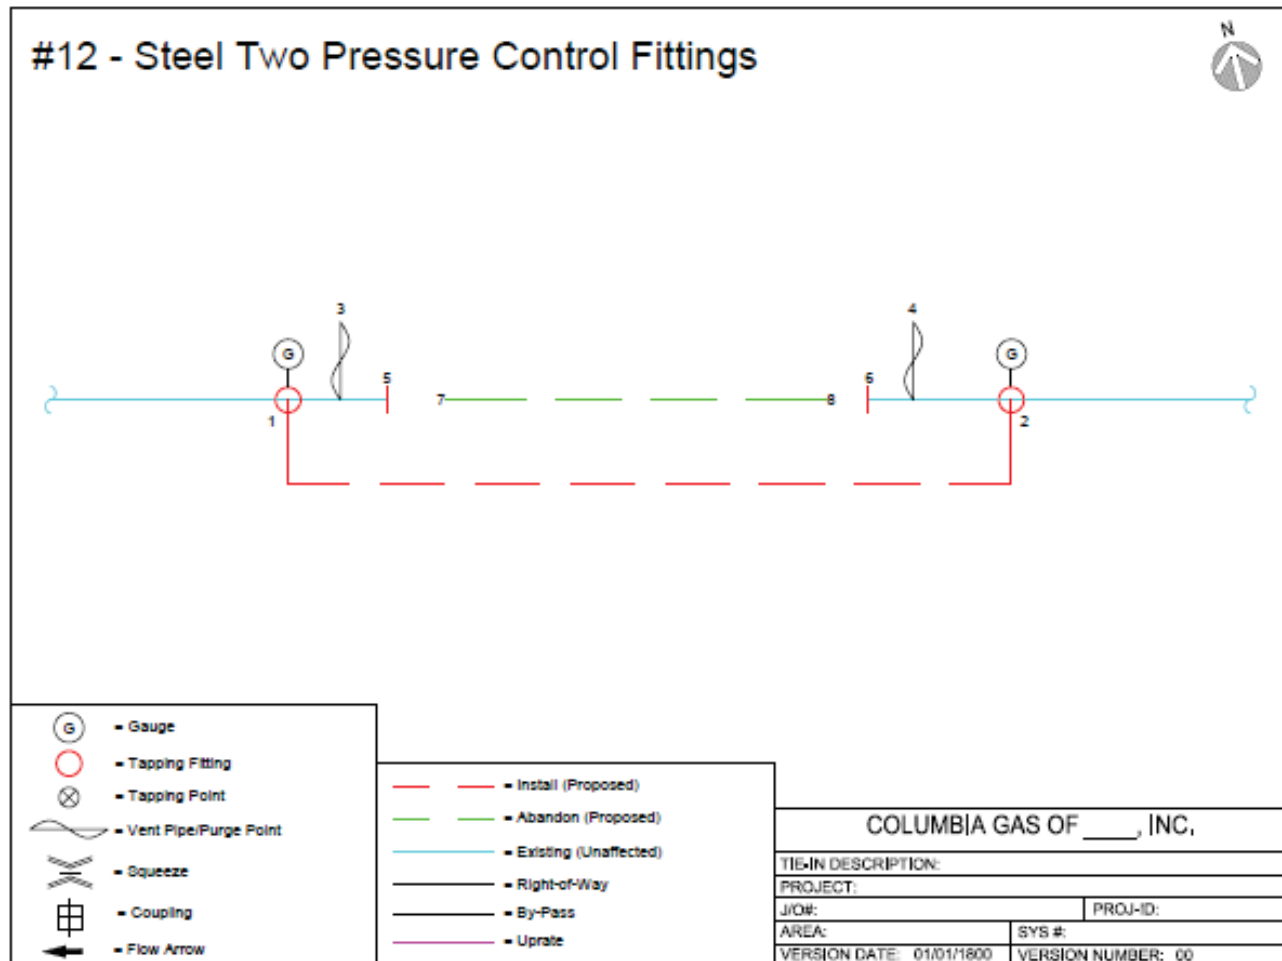 #12 - Steel Two Pressure Control Fittings
N
3
4
G
G
5
6
7
8
1
2
G = Gauge
= Tapping Fitting
= Tapping Point
= Vent Pipe/Purge Point
= Squeeze
= Coupling
= Flow Arrow
= Install (Proposed)
= Abandon (Proposed)
= Existing (Unaffected)
= Right-of-Way
= By-Pass
= Uprate
COLUMBIA GAS OF ____, INC.
TIE-IN DESCRIPTION:
PROJECT:
J/O#: PROJ-ID:
AREA: SYS #:
VERSION DATE: 01/01/1800 VERSION NUMBER: 00